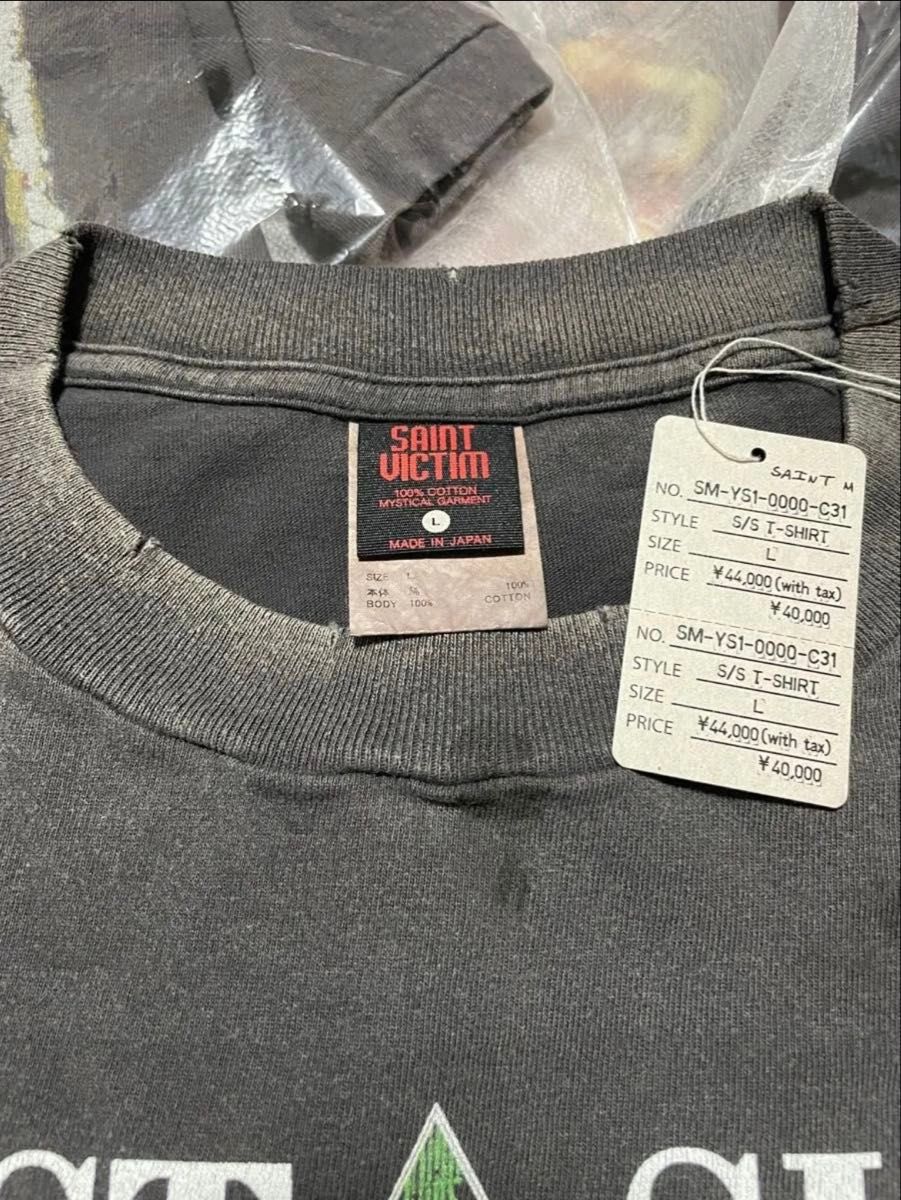 SAINT
VICTIM
100% COTTON
MYSTICAL GARMENT
L
MADE IN JAPAN
SIZE L
本体 綿 100%
BODY 100% COTTON
SAINT M
NO. SM-YS1-0000-C31
STYLE S/S T-SHIRT
SIZE L
PRICE ¥44,000(with tax)
¥40,000
NO. SM-YS1-0000-C31
STYLE S/S T-SHIRT
SIZE L
PRICE ¥44,000(with tax)
¥40,000